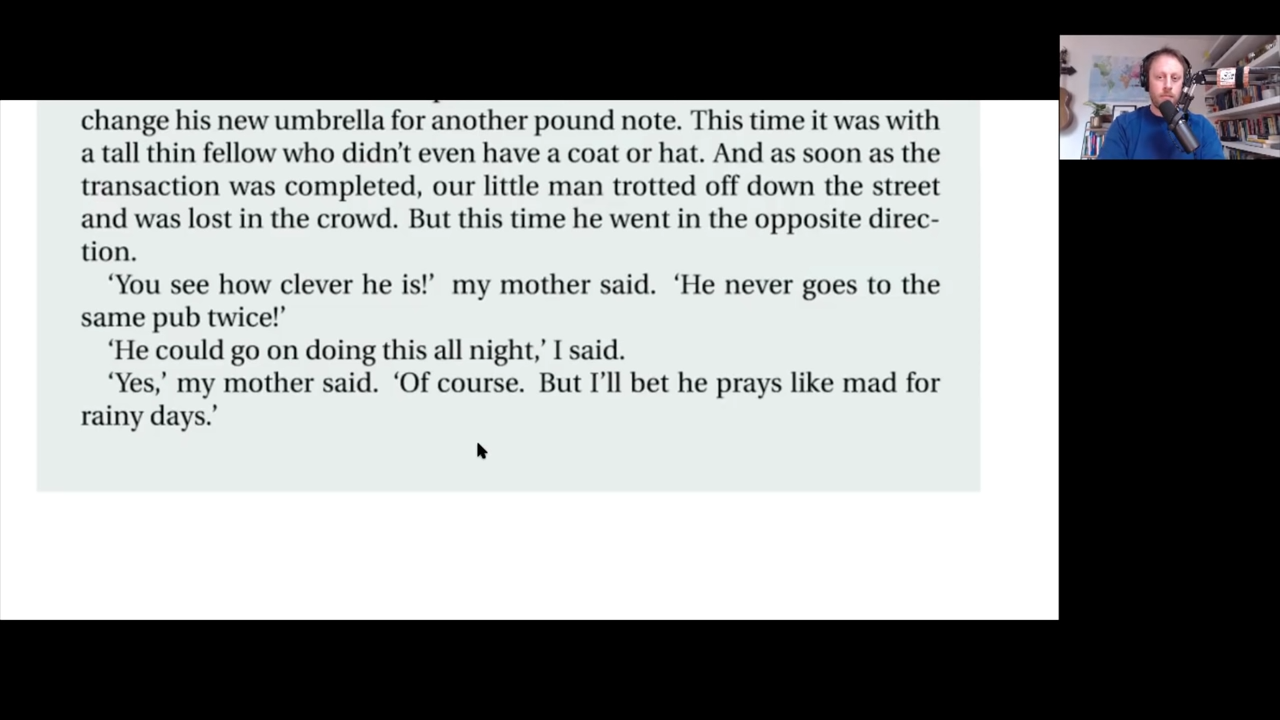 change his new umbrella for another pound note. This time it was with
a tall thin fellow who didn’t even have a coat or hat. And as soon as the
transaction was completed, our little man trotted off down the street
and was lost in the crowd. But this time he went in the opposite direc-
tion.
‘You see how clever he is!’ my mother said. ‘He never goes to the
same pub twice!’
‘He could go on doing this all night,’ I said.
‘Yes,’ my mother said. ‘Of course. But I’ll bet he prays like mad for
rainy days.’